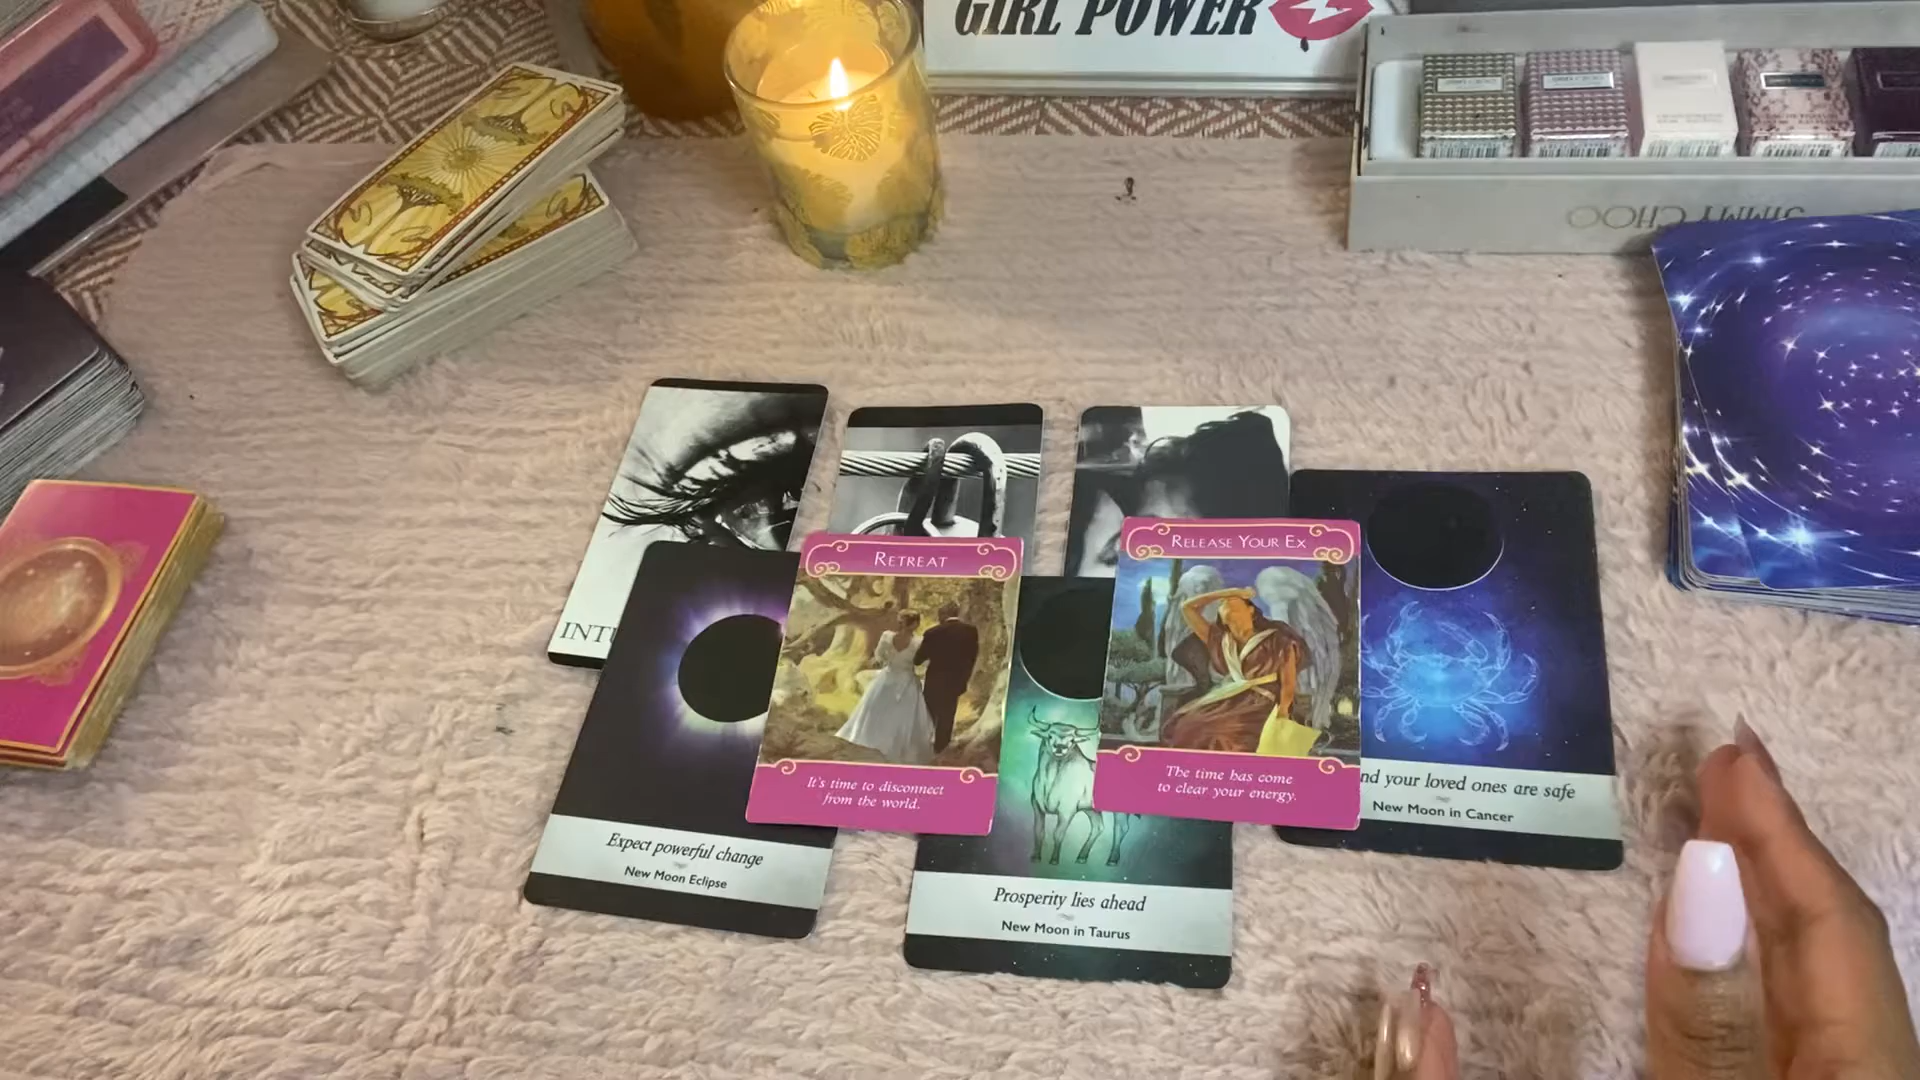 GIRL POWER
JIMMY CHOO
RETREAT
RELEASE YOUR EX
It's time to disconnect
from the world.
The time has come
to clear your energy.
nd your loved ones are safe
New Moon in Cancer
Expect powerful change
New Moon Eclipse
Prosperity lies ahead
New Moon in Taurus
INTU